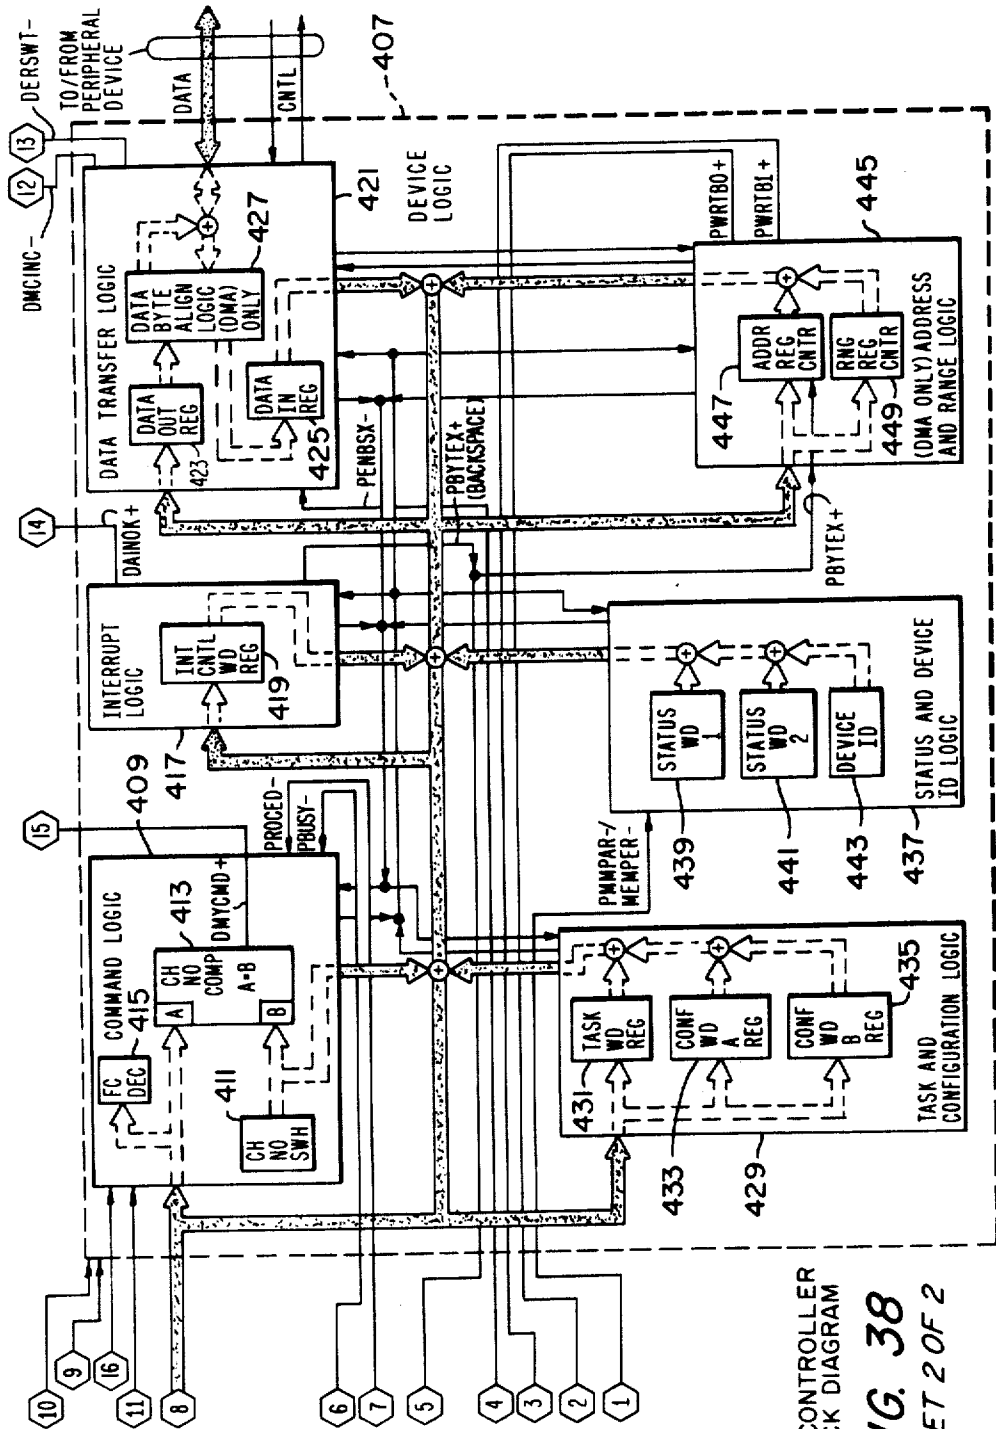 DERSWT-
TO/FROM
PERIPHERAL
DEVICE
13
12
DMCINC-
DATA
CNTL
407
DATA TRANSFER LOGIC
DATA
OUT
REG
423
DATA
BYTE
ALIGN
LOGIC
(DMA)
ONLY
427
DATA
IN
REG
425
421
DEVICE
LOGIC
PENBSX-
PBYTEX+
(BACKSPACE)
14
DAINOK+
INTERRUPT
LOGIC
INT
CNTL
WD
REG
419
417
15
409
COMMAND LOGIC
FC
DEC
415
A
CH
NO
COMP
A=B
B
413
DMYCMD+
411
CH
NO
SWH
PROCED-
PBUSY-
PWRTB0+
PWRTB1+
445
ADDR
REG
CNTR
447
RNG
REG
CNTR
449
(DMA ONLY) ADDRESS
AND RANGE LOGIC
PBYTEX+
STATUS
WD
1
439
STATUS
WD
2
441
DEVICE
ID
443
STATUS AND DEVICE
ID LOGIC
437
PMMPAR-/
MEMPER-
TASK
WD
REG
431
CONF
WD
A
REG
433
CONF
WD
B
REG
435
TASK AND
CONFIGURATION LOGIC
429
10
9
16
11
8
6
7
5
4
3
2
1
CONTROLLER
CK DIAGRAM
IG. 38
ET 2 OF 2